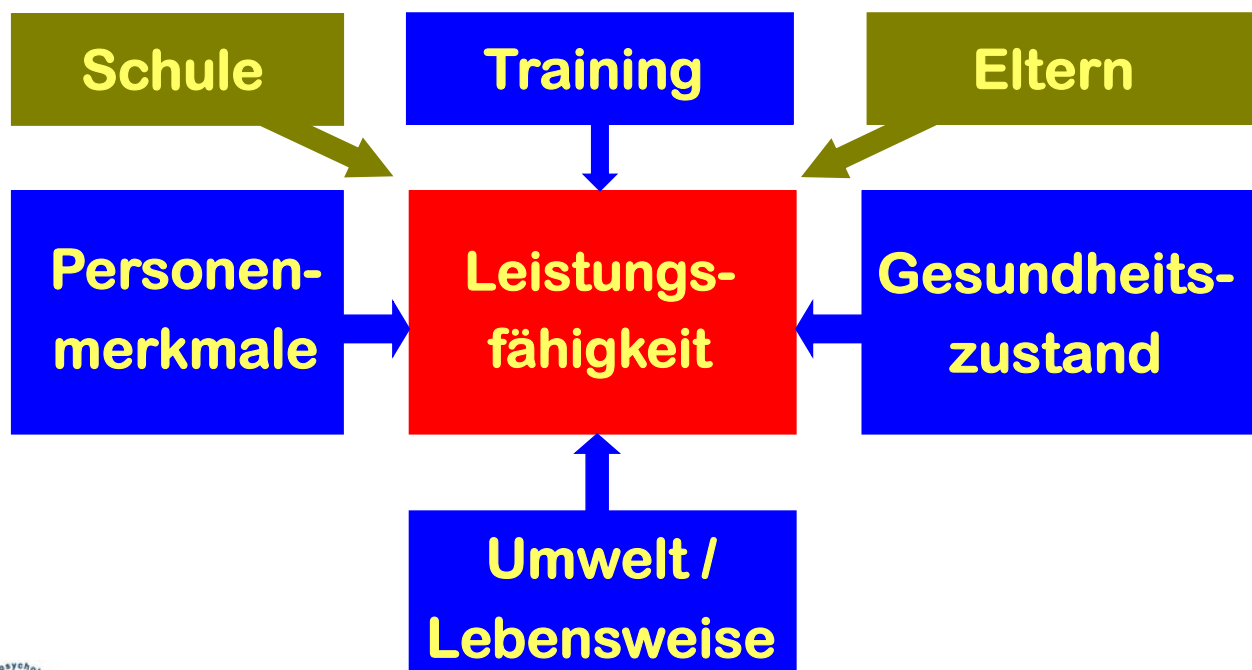 Schule
Training
Eltern
Personen-
merkmale
Leistungs-
fähigkeit
Gesundheits-
zustand
Umwelt /
Lebensweise